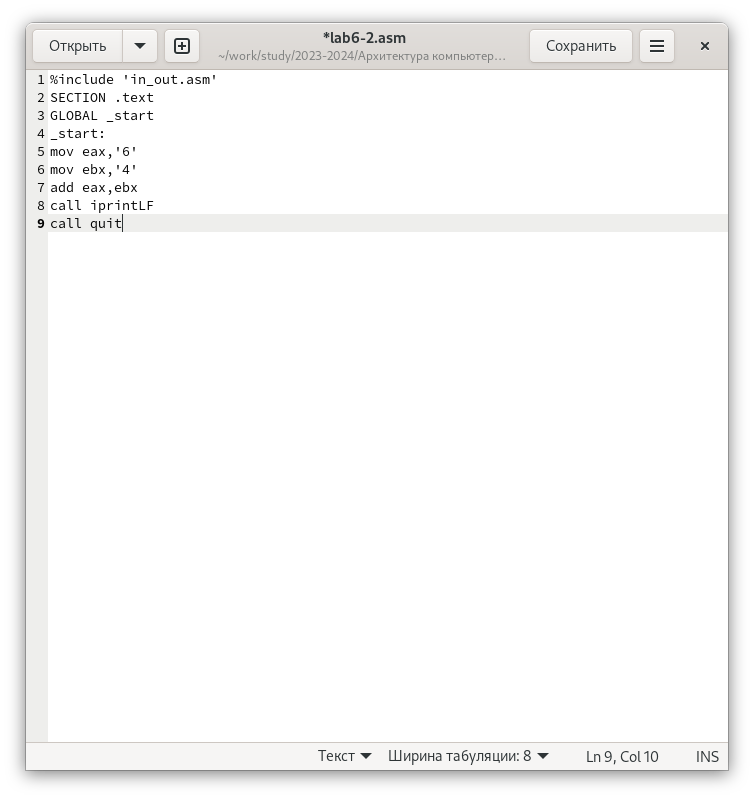 Открыть
*lab6-2.asm
~/work/study/2023-2024/Архитектура компьютер…
Сохранить
1 %include 'in_out.asm'
2 SECTION .text
3 GLOBAL _start
4 _start:
5 mov eax,'6'
6 mov ebx,'4'
7 add eax,ebx
8 call iprintLF
9 call quit
Текст Ширина табуляции: 8 Ln 9, Col 10 INS